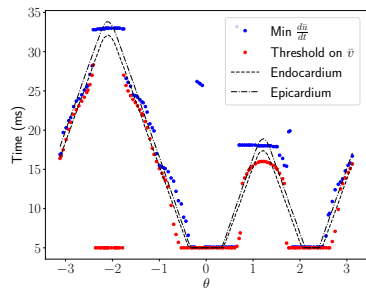 35
30
25
20
15
10
5
Time (ms)
Min dū/dt
Threshold on v̄
Endocardium
Epicardium
−3 −2 −1 0 1 2 3
θ